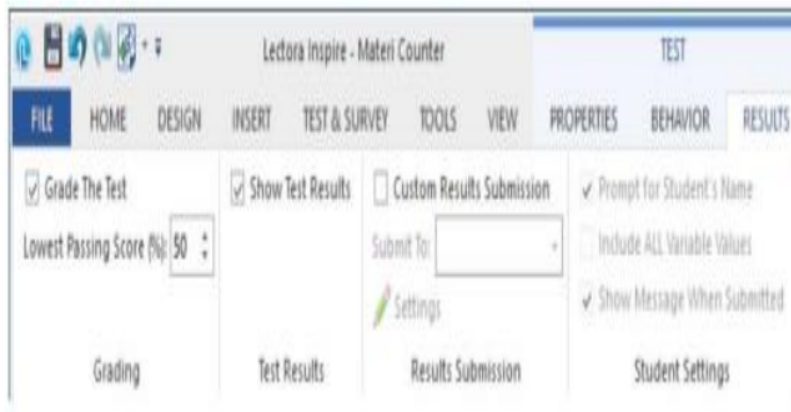 Lectora Inspire - Materi Counter
TEST
FILE HOME DESIGN INSERT TEST & SURVEY TOOLS VIEW PROPERTIES BEHAVIOR RESULTS
Grade The Test
Lowest Passing Score (%): 50
Grading
Show Test Results
Test Results
Custom Results Submission
Submit To:
Settings
Results Submission
Prompt for Student's Name
Include ALL Variable Values
Show Message When Submitted
Student Settings